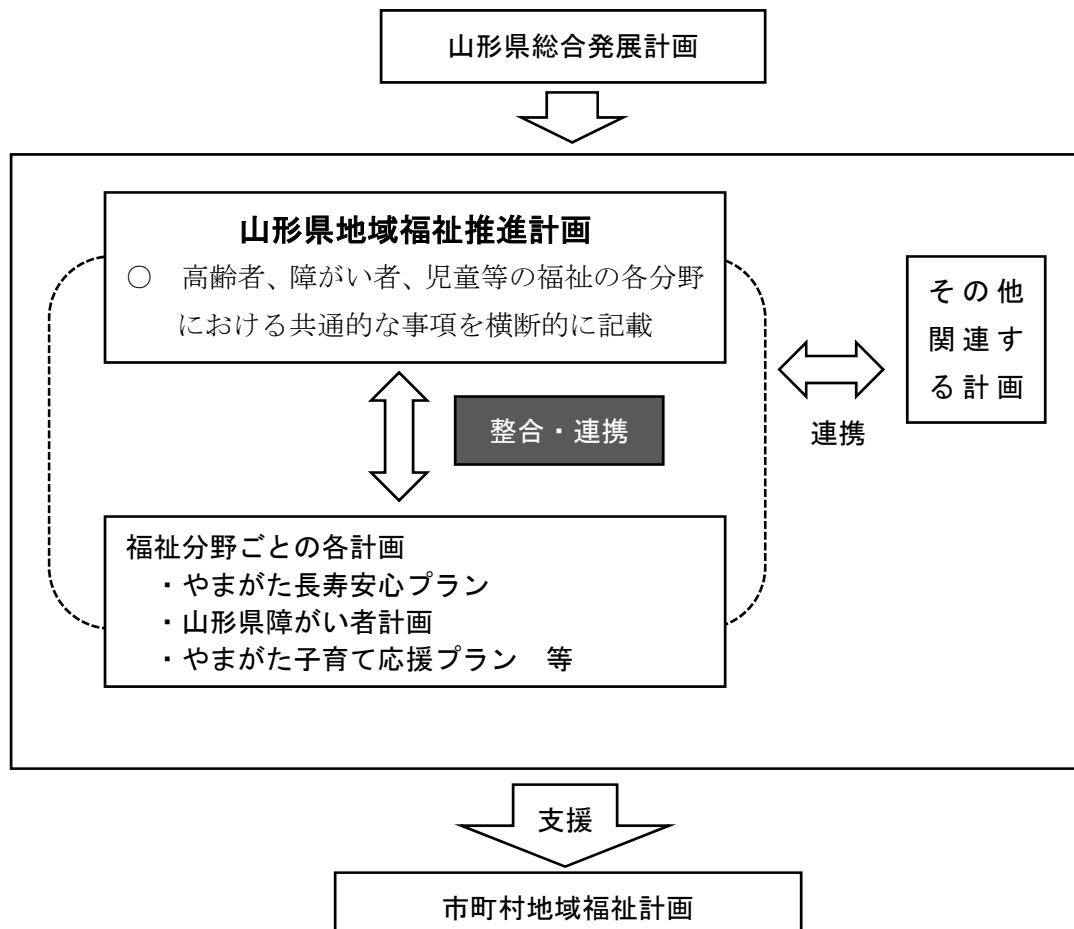 山形県総合発展計画
山形県地域福祉推進計画
○ 高齢者、障がい者、児童等の福祉の各分野
における共通的な事項を横断的に記載
整合・連携
福祉分野ごとの各計画
・やまがた長寿安心プラン
・山形県障がい者計画
・やまがた子育て応援プラン 等
その他
関連す
る計画
連携
支援
市町村地域福祉計画